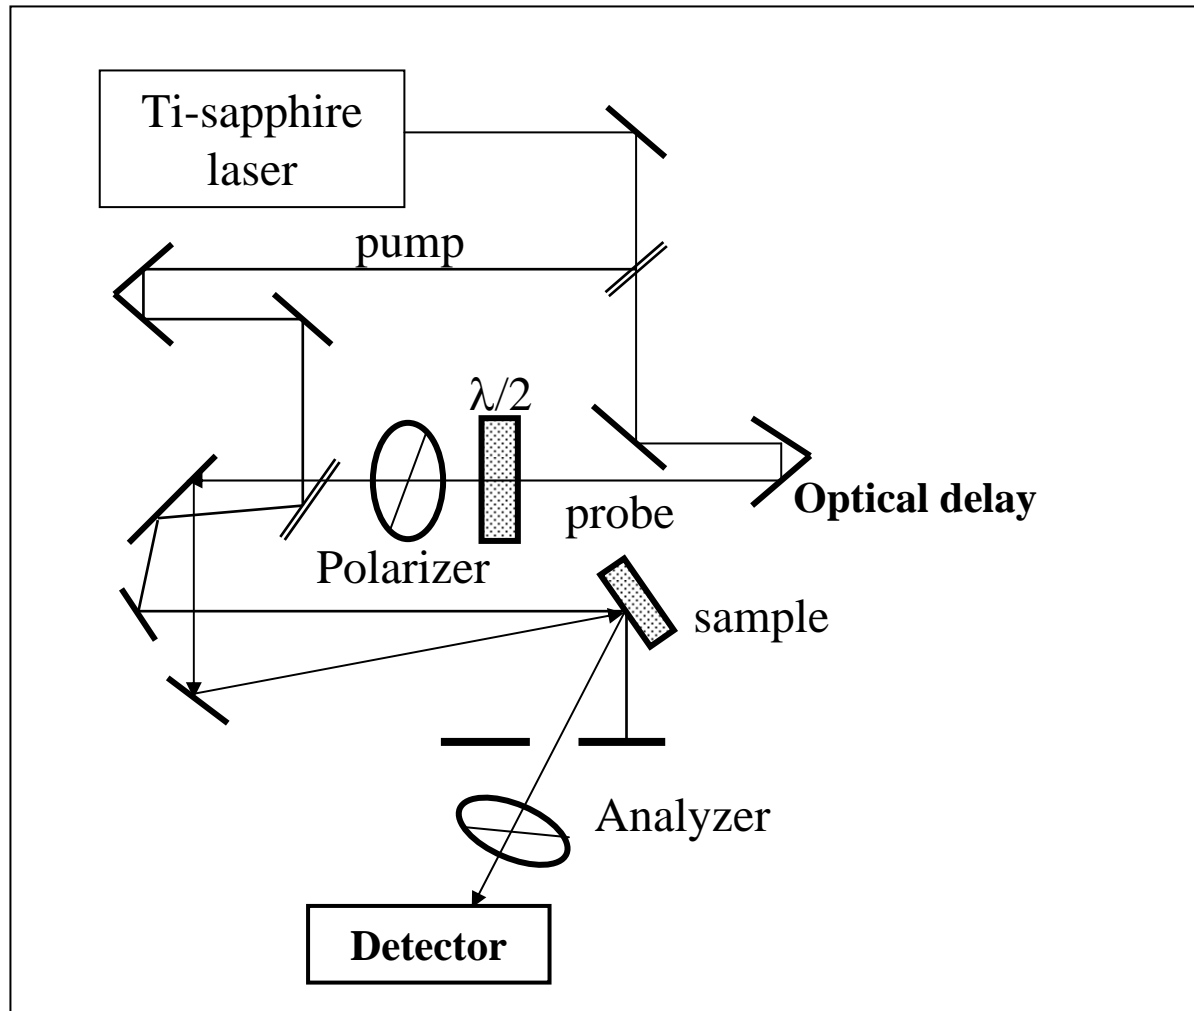 Ti-sapphire
laser
pump
λ/2
Optical delay
probe
Polarizer
sample
Analyzer
Detector